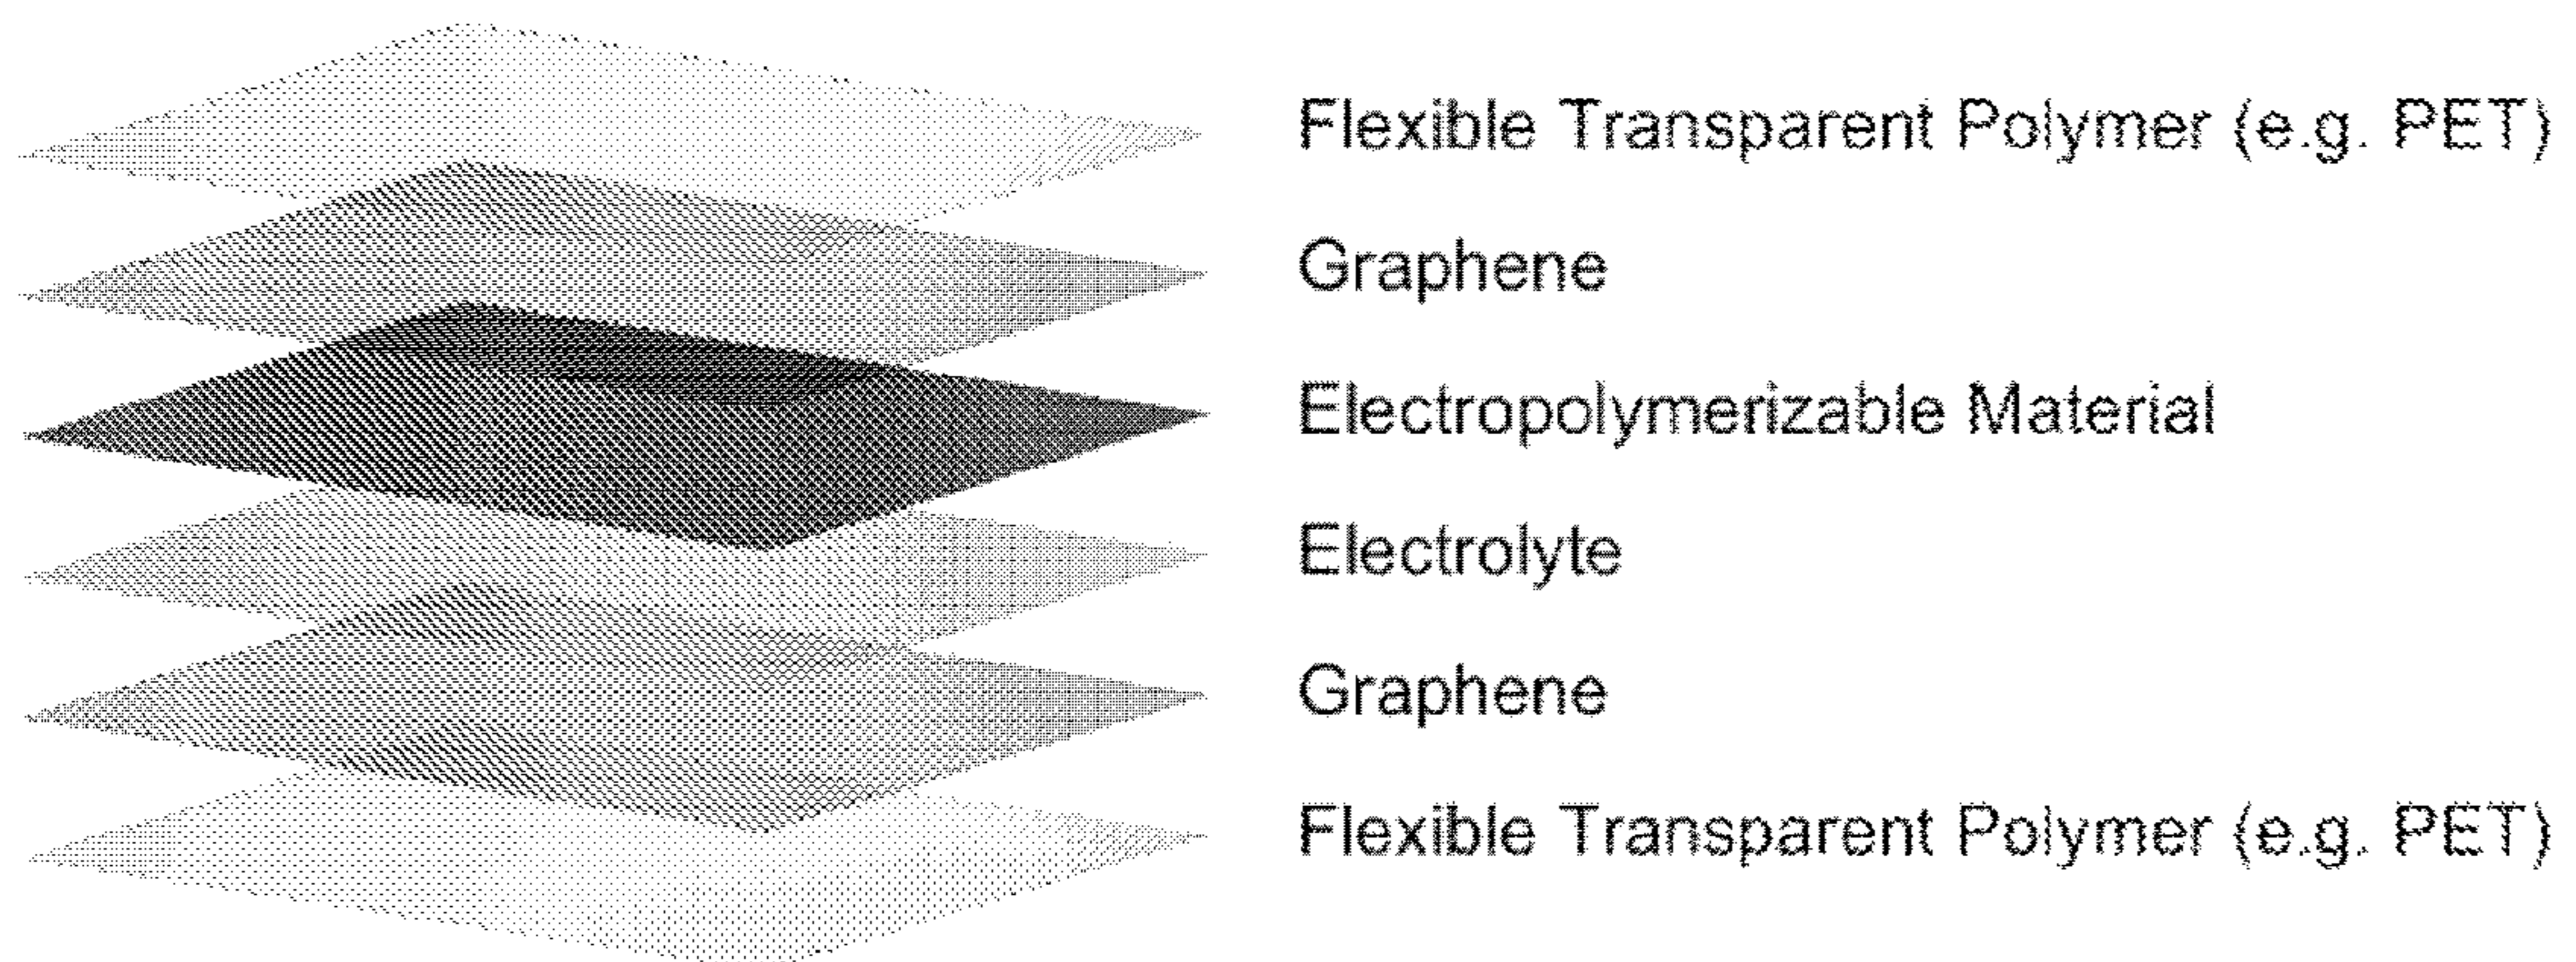 Flexible Transparent Polymer (e.g. PET)
Graphene
Electropolymerizable Material
Electrolyte
Graphene
Flexible Transparent Polymer (e.g. PET)